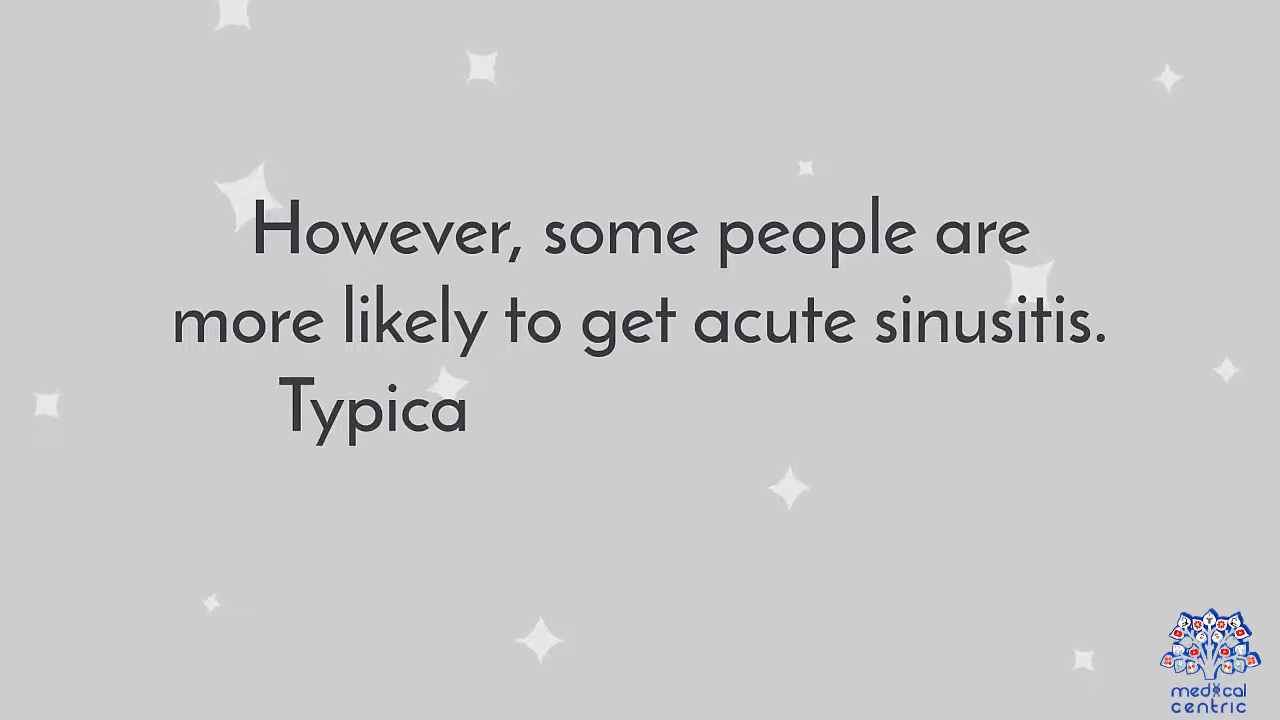 However, some people are
more likely to get acute sinusitis.
Typica
medical
centric